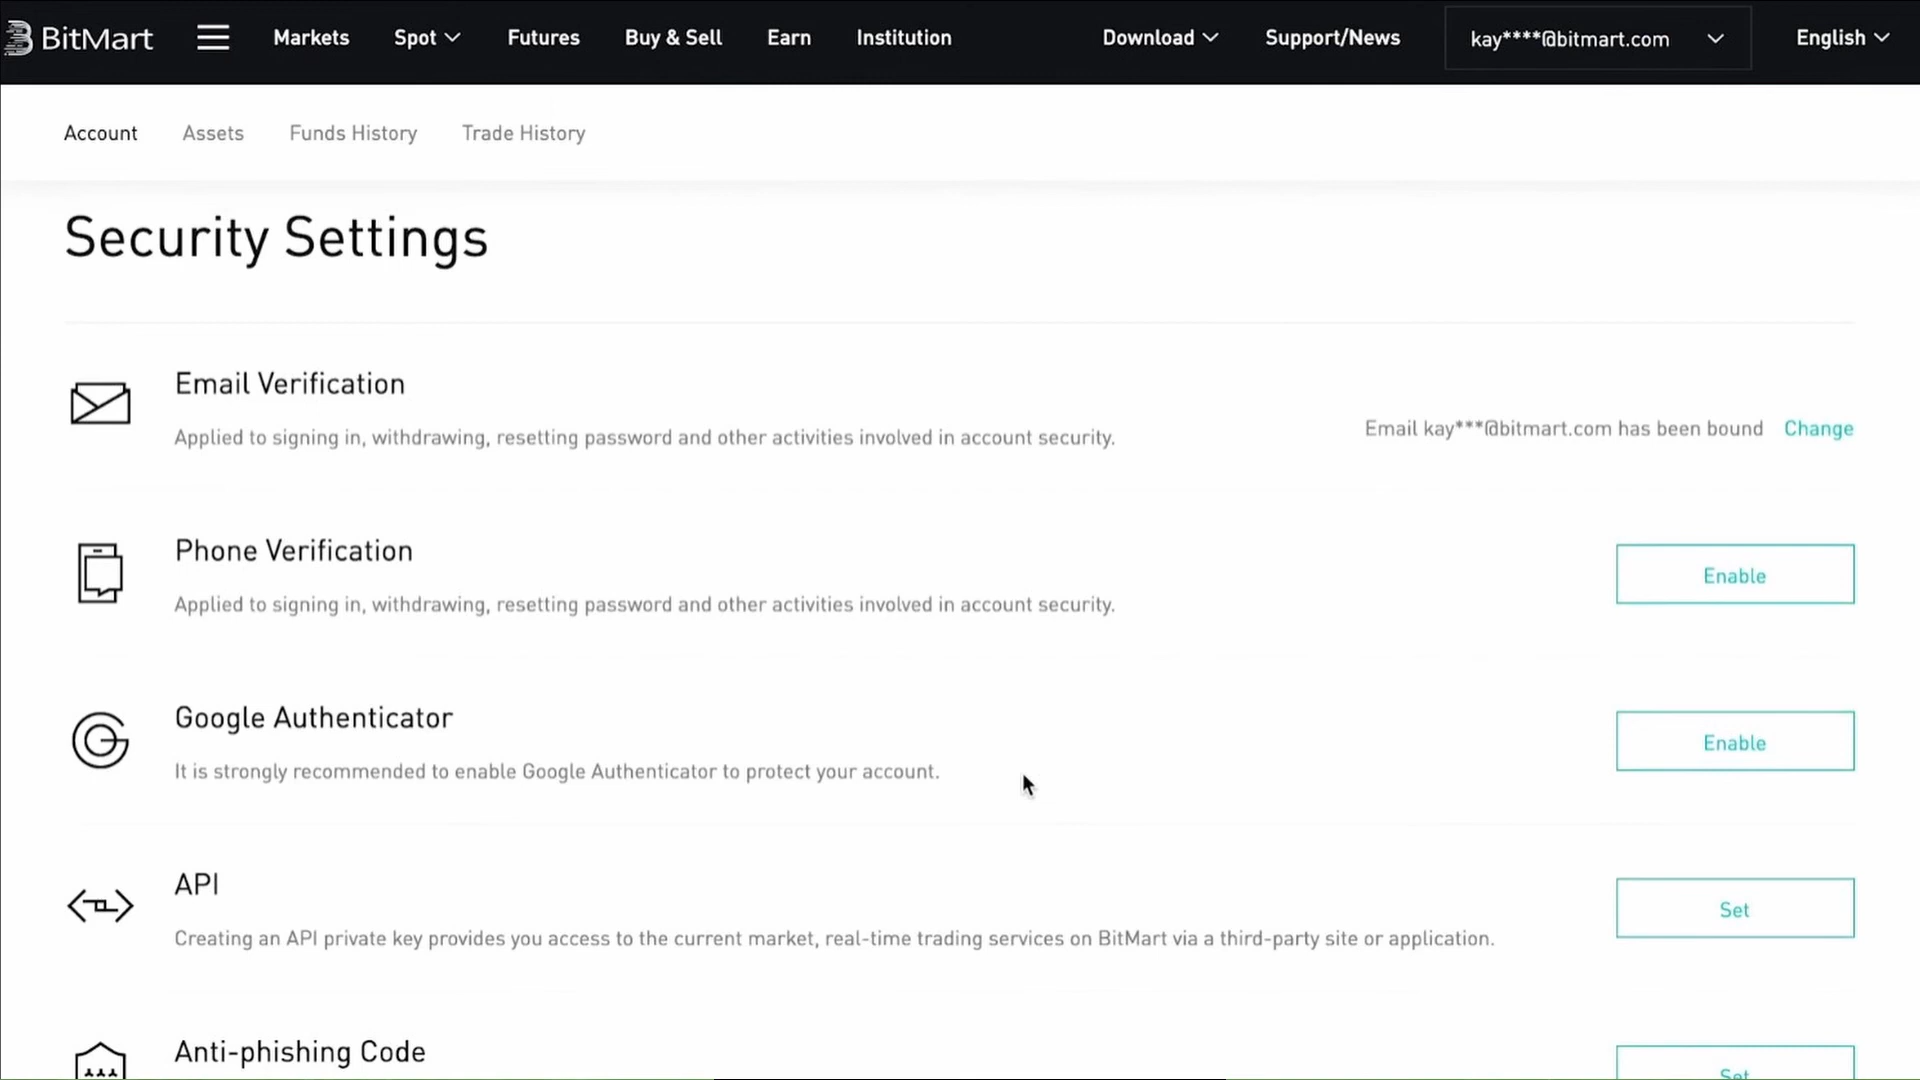 BitMart
Markets
Spot
Futures
Buy & Sell
Earn
Institution
Download
Support/News
kay****@bitmart.com
English
Account
Assets
Funds History
Trade History
Security Settings
Email Verification
Applied to signing in, withdrawing, resetting password and other activities involved in account security.
Email kay***@bitmart.com has been bound
Change
Phone Verification
Applied to signing in, withdrawing, resetting password and other activities involved in account security.
Enable
Google Authenticator
It is strongly recommended to enable Google Authenticator to protect your account.
Enable
API
Creating an API private key provides you access to the current market, real-time trading services on BitMart via a third-party site or application.
Set
Anti-phishing Code
Set